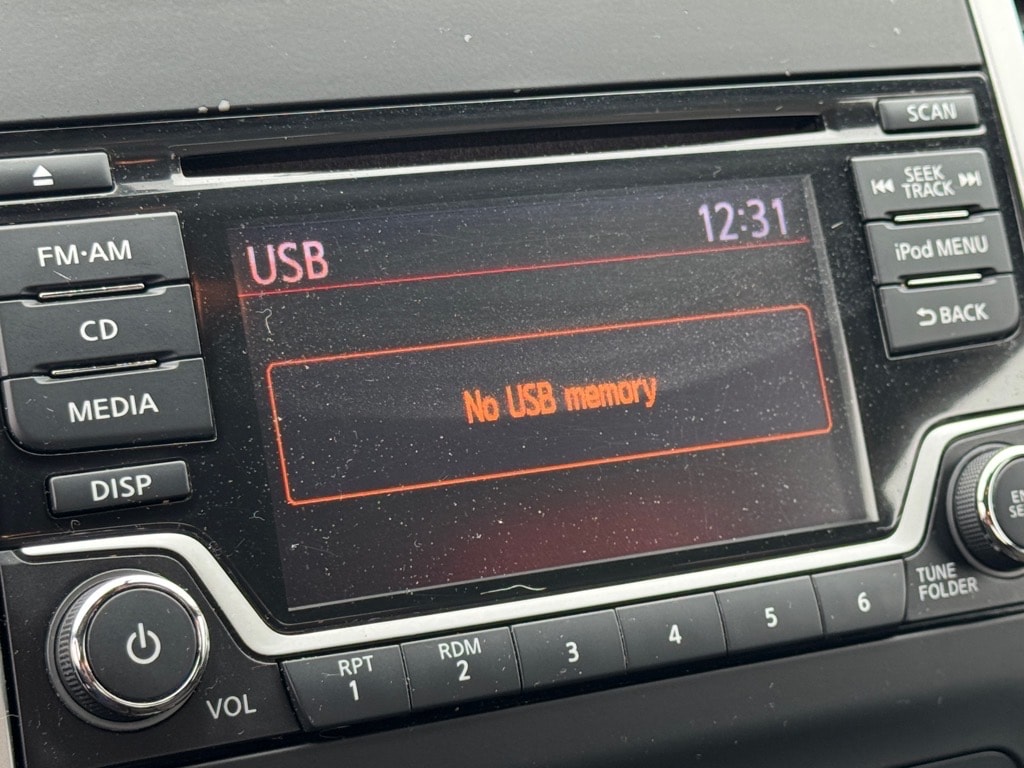 SCAN
SEEK
TRACK
FM·AM
USB
12:31
iPod MENU
CD
BACK
No USB memory
MEDIA
DISP
TUNE
FOLDER
RPT
1
RDM
2
3
4
5
6
VOL